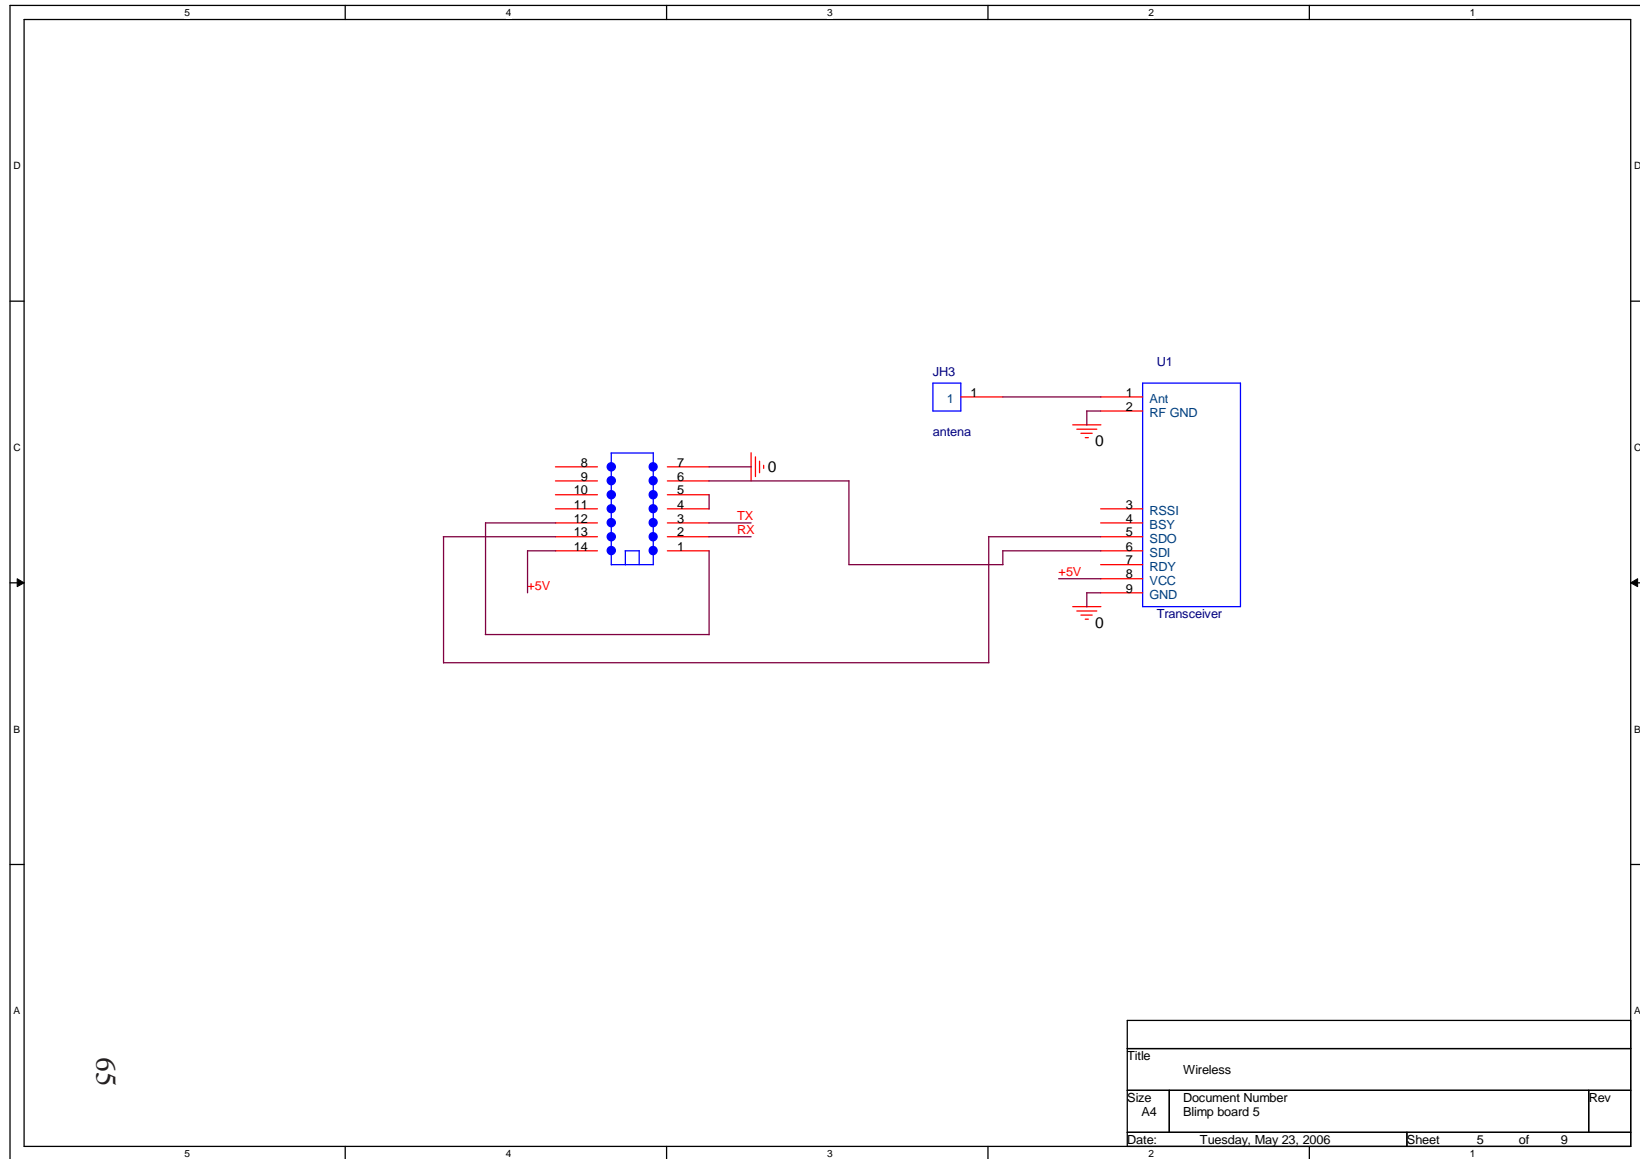 5 4 3 2 1
D D
C C
B B
A A
U1
JH3
1 1
antena
1 Ant
2 RF GND
0
3 RSSI
4 BSY
5 SDO
6 SDI
7 RDY
+5V 8 VCC
9 GND
0
Transceiver
8 7 0
9 6
10 5
11 4
12 3 TX
13 2 RX
14 1
+5V
65
Title
Wireless
Size Document Number Rev
A4 Blimp board 5
Date: Tuesday, May 23, 2006 Sheet 5 of 9
5 4 3 2 1